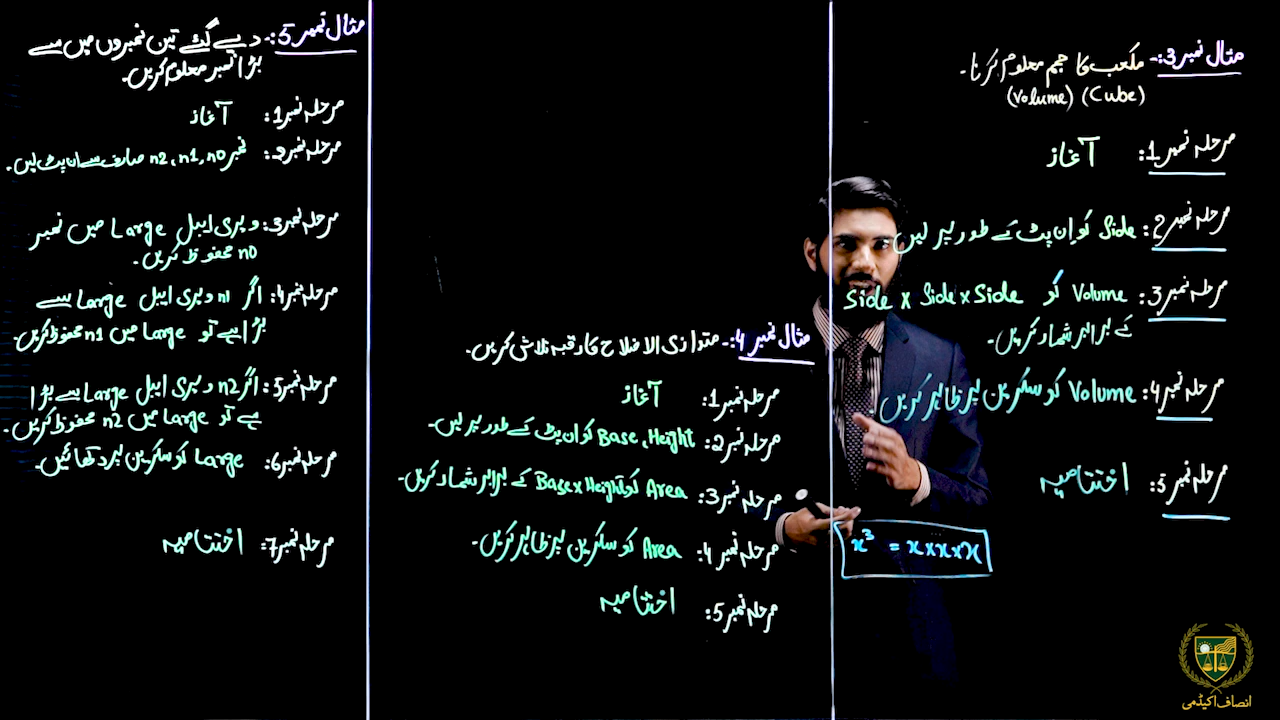 مثال نمبر 3:- مکعب کا حجم معلوم کرنا۔
(Volume) (Cube)
مرحلہ نمبر 1: آغاز
مرحلہ نمبر 2: Side کو ان پٹ کے طور پر لیں
مرحلہ نمبر 3: Volume کو Side x Side x Side
کے برابر شمار کریں۔
مرحلہ نمبر 4: Volume کو سکرین پر ظاہر کریں
مرحلہ نمبر 5: اختتامیہ
x³ = x x x x x
مثال نمبر 4:- متوازی الاضلاح کا رقبہ تلاش کریں۔
مرحلہ نمبر 1: آغاز
مرحلہ نمبر 2: Base, Height کو ان پٹ کے طور پر لیں۔
مرحلہ نمبر 3: Area کو Base x Height کے برابر شمار کریں۔
مرحلہ نمبر 4: Area کو سکرین پر ظاہر کریں۔
مرحلہ نمبر 5: اختتامیہ
مثال نمبر 5:- دیے گئے تین نمبروں میں سے
بڑا نمبر معلوم کریں۔
مرحلہ نمبر 1: آغاز
مرحلہ نمبر 2: نمبر n0، n1، n2 صارف سے ان پٹ لیں۔
مرحلہ نمبر 3: ویری ایبل Large میں نمبر
n0 محفوظ کریں۔
مرحلہ نمبر 4: اگر n1 ویری ایبل Large سے
بڑا ہے تو Large میں n1 محفوظ کریں
مرحلہ نمبر 5: اگر n2 ویری ایبل Large سے بڑا
ہے تو Large میں n2 محفوظ کریں۔
مرحلہ نمبر 6: Large کو سکرین پر دکھائیں۔
مرحلہ نمبر 7: اختتامیہ
انصاف اکیڈمی